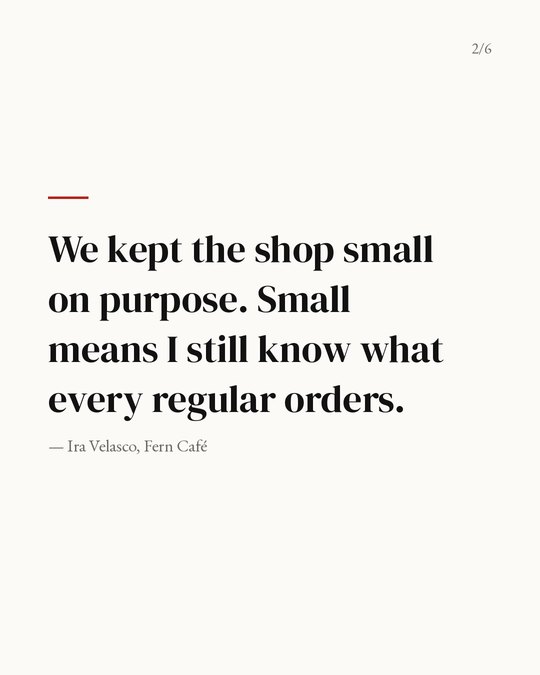 2/6
We kept the shop small
on purpose. Small
means I still know what
every regular orders.
— Ira Velasco, Fern Café